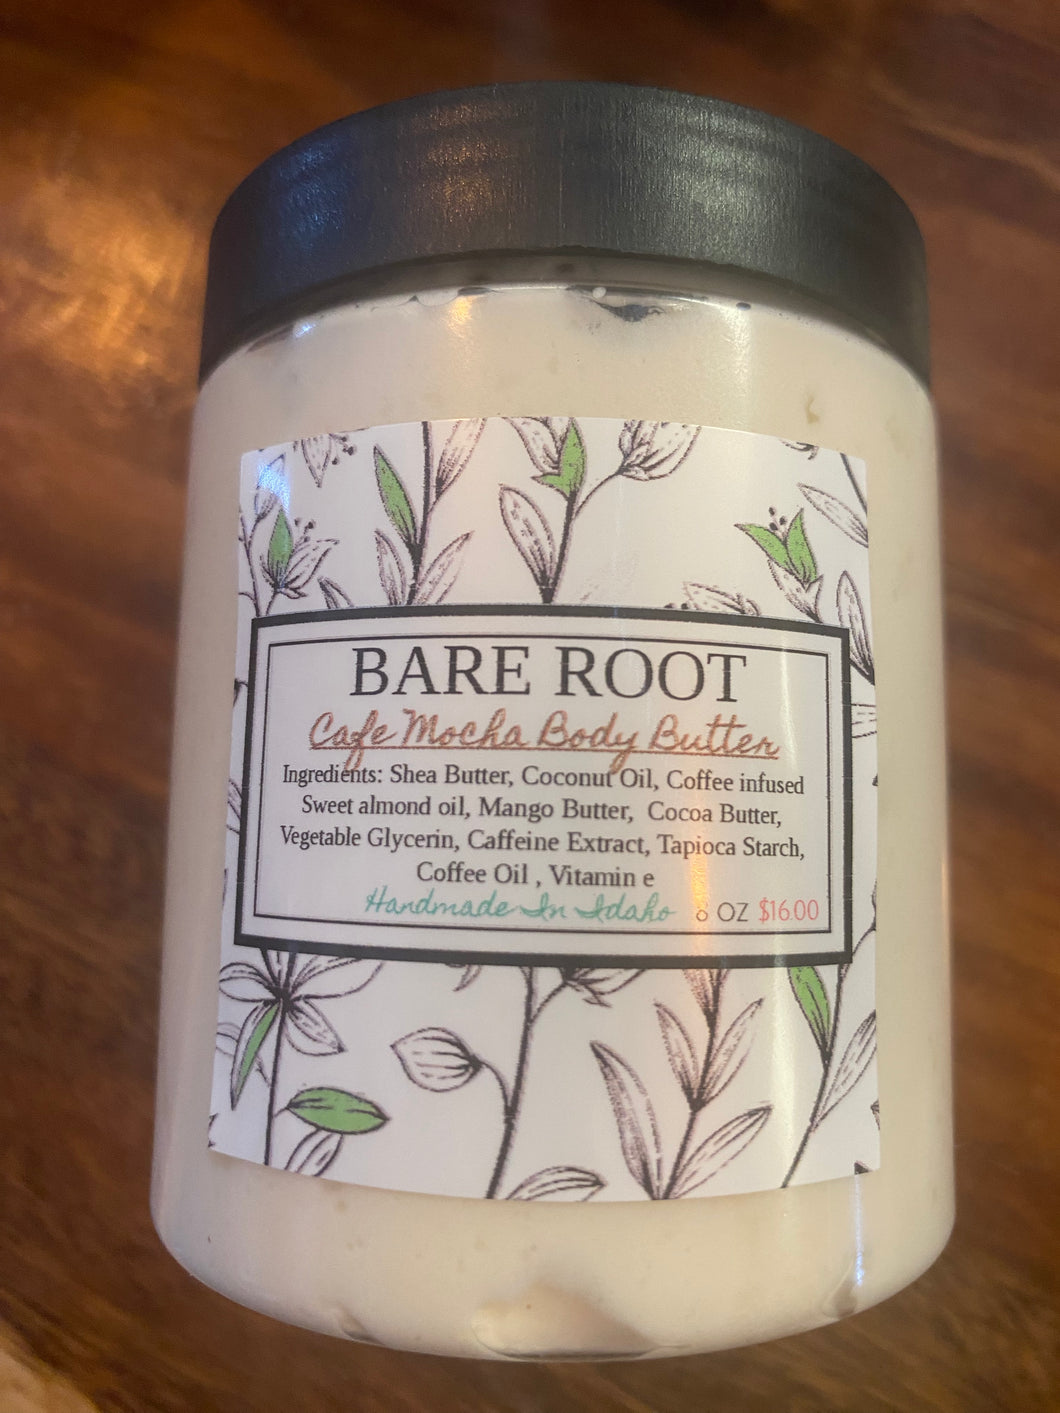 BARE ROOT
Cafe Mocha Body Butter
Ingredients: Shea Butter, Coconut Oil, Coffee infused
Sweet almond oil, Mango Butter, Cocoa Butter,
Vegetable Glycerin, Caffeine Extract, Tapioca Starch,
Coffee Oil , Vitamin e
Handmade In Idaho OZ $16.00